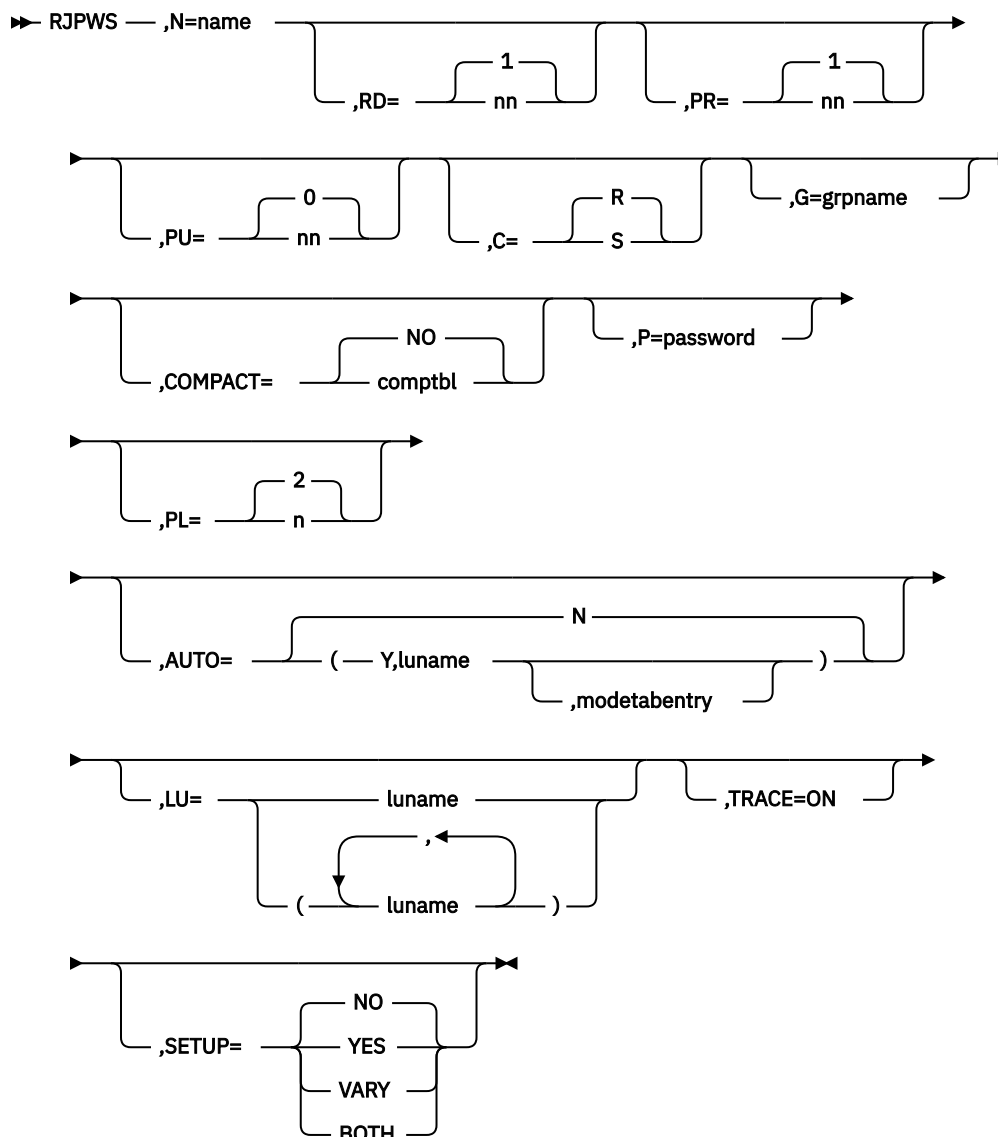 RJPWS ,N=name
1 1
,RD= nn ,PR= nn
0 R ,G=grpname
,PU= nn ,C= S
NO ,P=password
,COMPACT= comptbl
2
,PL= n
N
,AUTO= ( Y,luname )
,modetabentry
,LU= luname ,TRACE=ON
,
( luname )
NO
,SETUP= YES
VARY
BOTH